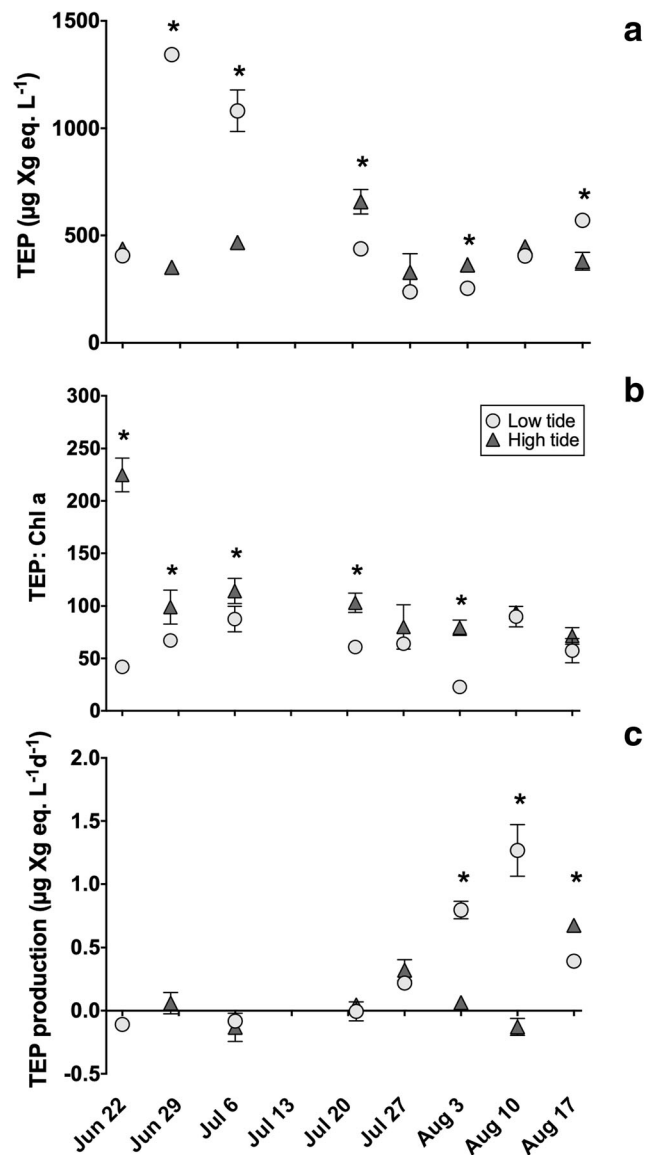 a
TEP (µg Xg eq. L-1)
1500
1000
500
0
*
*
*
*
*
b
TEP: Chl a
300
250
200
150
100
50
0
Low tide
High tide
*
*
*
*
*
c
TEP production (µg Xg eq. L-1d-1)
2.0
1.5
1.0
0.5
0.0
-0.5
*
*
*
Jun 22
Jun 29
Jul 6
Jul 13
Jul 20
Jul 27
Aug 3
Aug 10
Aug 17